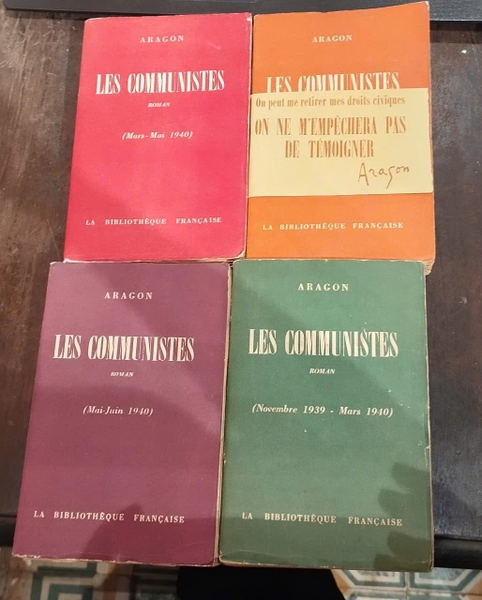 ARAGON
LES COMMUNISTES
ROMAN
(Mars-Mai 1940)
LA BIBLIOTHÈQUE FRANÇAISE
ARAGON
LES COMMUNISTES
On peut me retirer mes droits civiques
ON NE M'EMPÊCHERA PAS
DE TÉMOIGNER
Aragon
LA BIBLIOTHÈQUE FRANÇAISE
ARAGON
LES COMMUNISTES
ROMAN
(Mai-Juin 1940)
LA BIBLIOTHÈQUE FRANÇAISE
ARAGON
LES COMMUNISTES
ROMAN
(Novembre 1939 - Mars 1940)
LA BIBLIOTHÈQUE FRANÇAISE